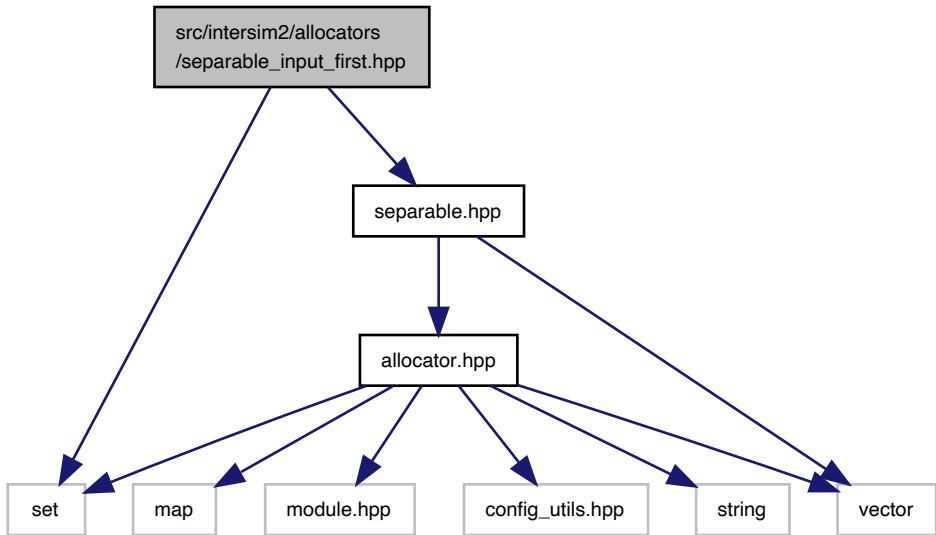 src/intersim2/allocators
/separable_input_first.hpp
separable.hpp
allocator.hpp
set
map
module.hpp
config_utils.hpp
string
vector